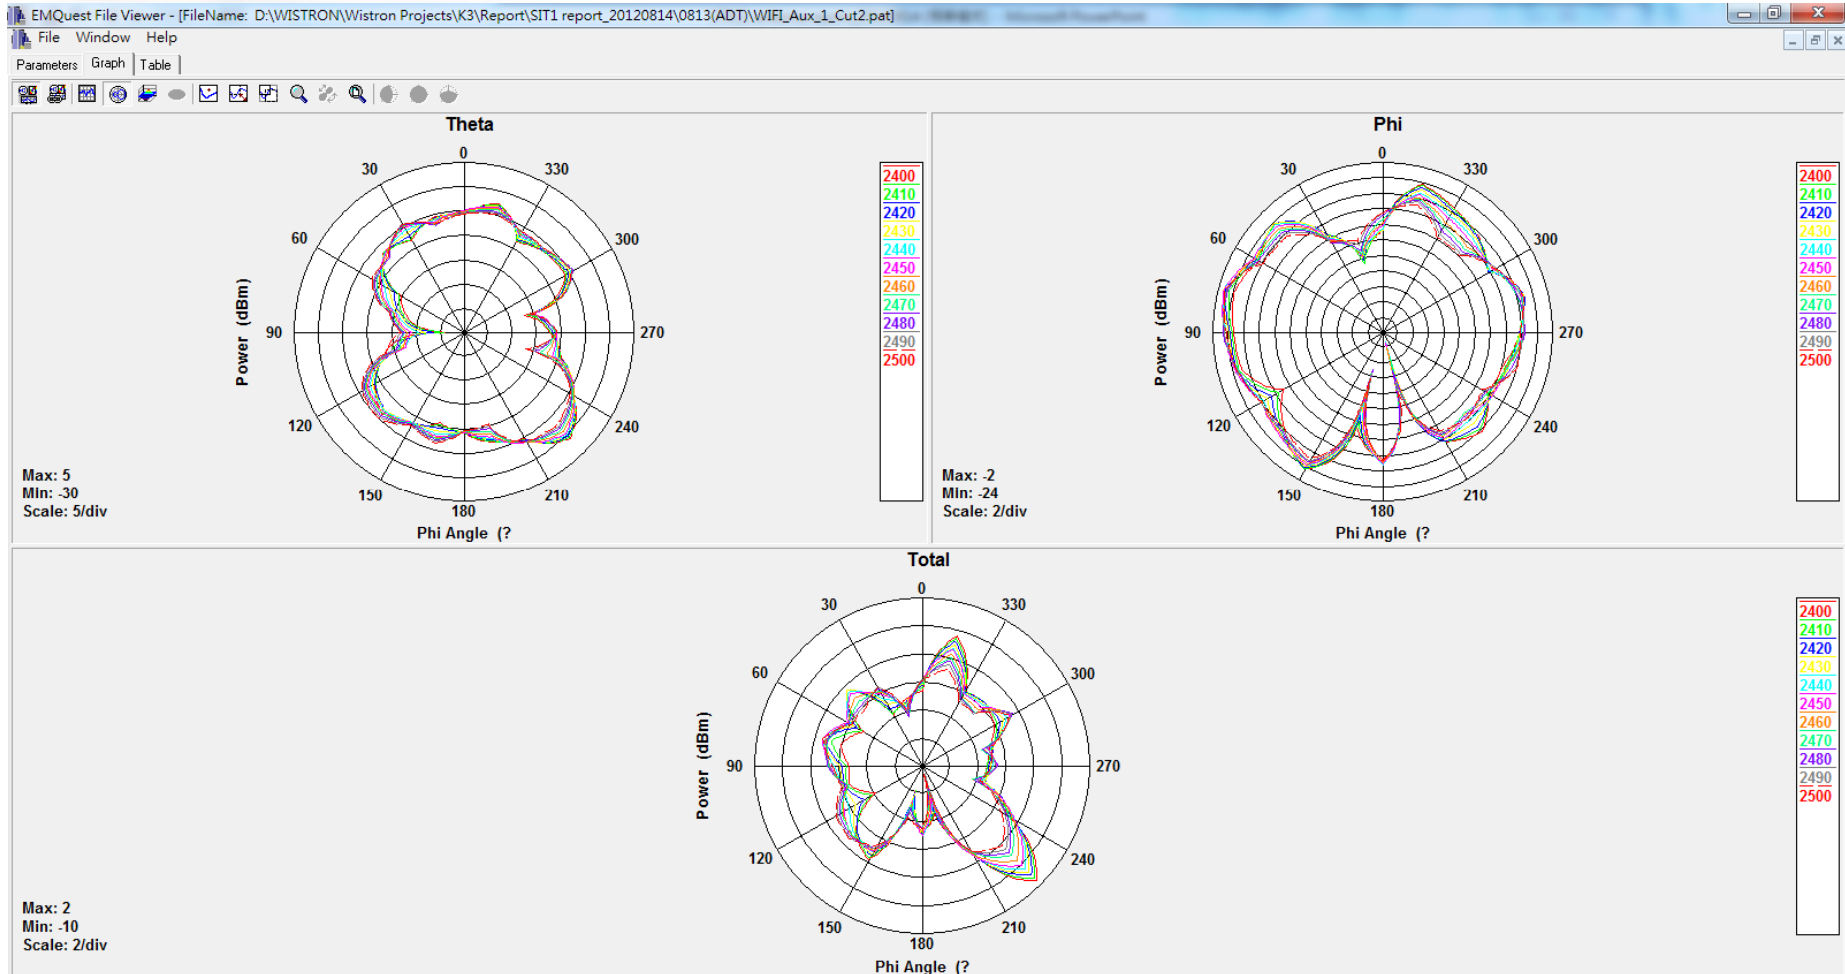 EMQuest File Viewer - [FileName: D:\WISTRON\Wistron Projects\K3\Report\SIT1 report_20120814\0813(ADT)\WIFI_Aux_1_Cut2.pat]
File Window Help
Parameters Graph Table
Theta
0
30 330
60 300
90 270
120 240
150 210
180
Power (dBm)
Phi Angle (?
Max: 5
Min: -30
Scale: 5/div
2400
2410
2420
2430
2440
2450
2460
2470
2480
2490
2500
Phi
0
30 330
60 300
90 270
120 240
150 210
180
Power (dBm)
Phi Angle (?
Max: -2
Min: -24
Scale: 2/div
2400
2410
2420
2430
2440
2450
2460
2470
2480
2490
2500
Total
0
30 330
60 300
90 270
120 240
150 210
180
Power (dBm)
Phi Angle (?
Max: 2
Min: -10
Scale: 2/div
2400
2410
2420
2430
2440
2450
2460
2470
2480
2490
2500